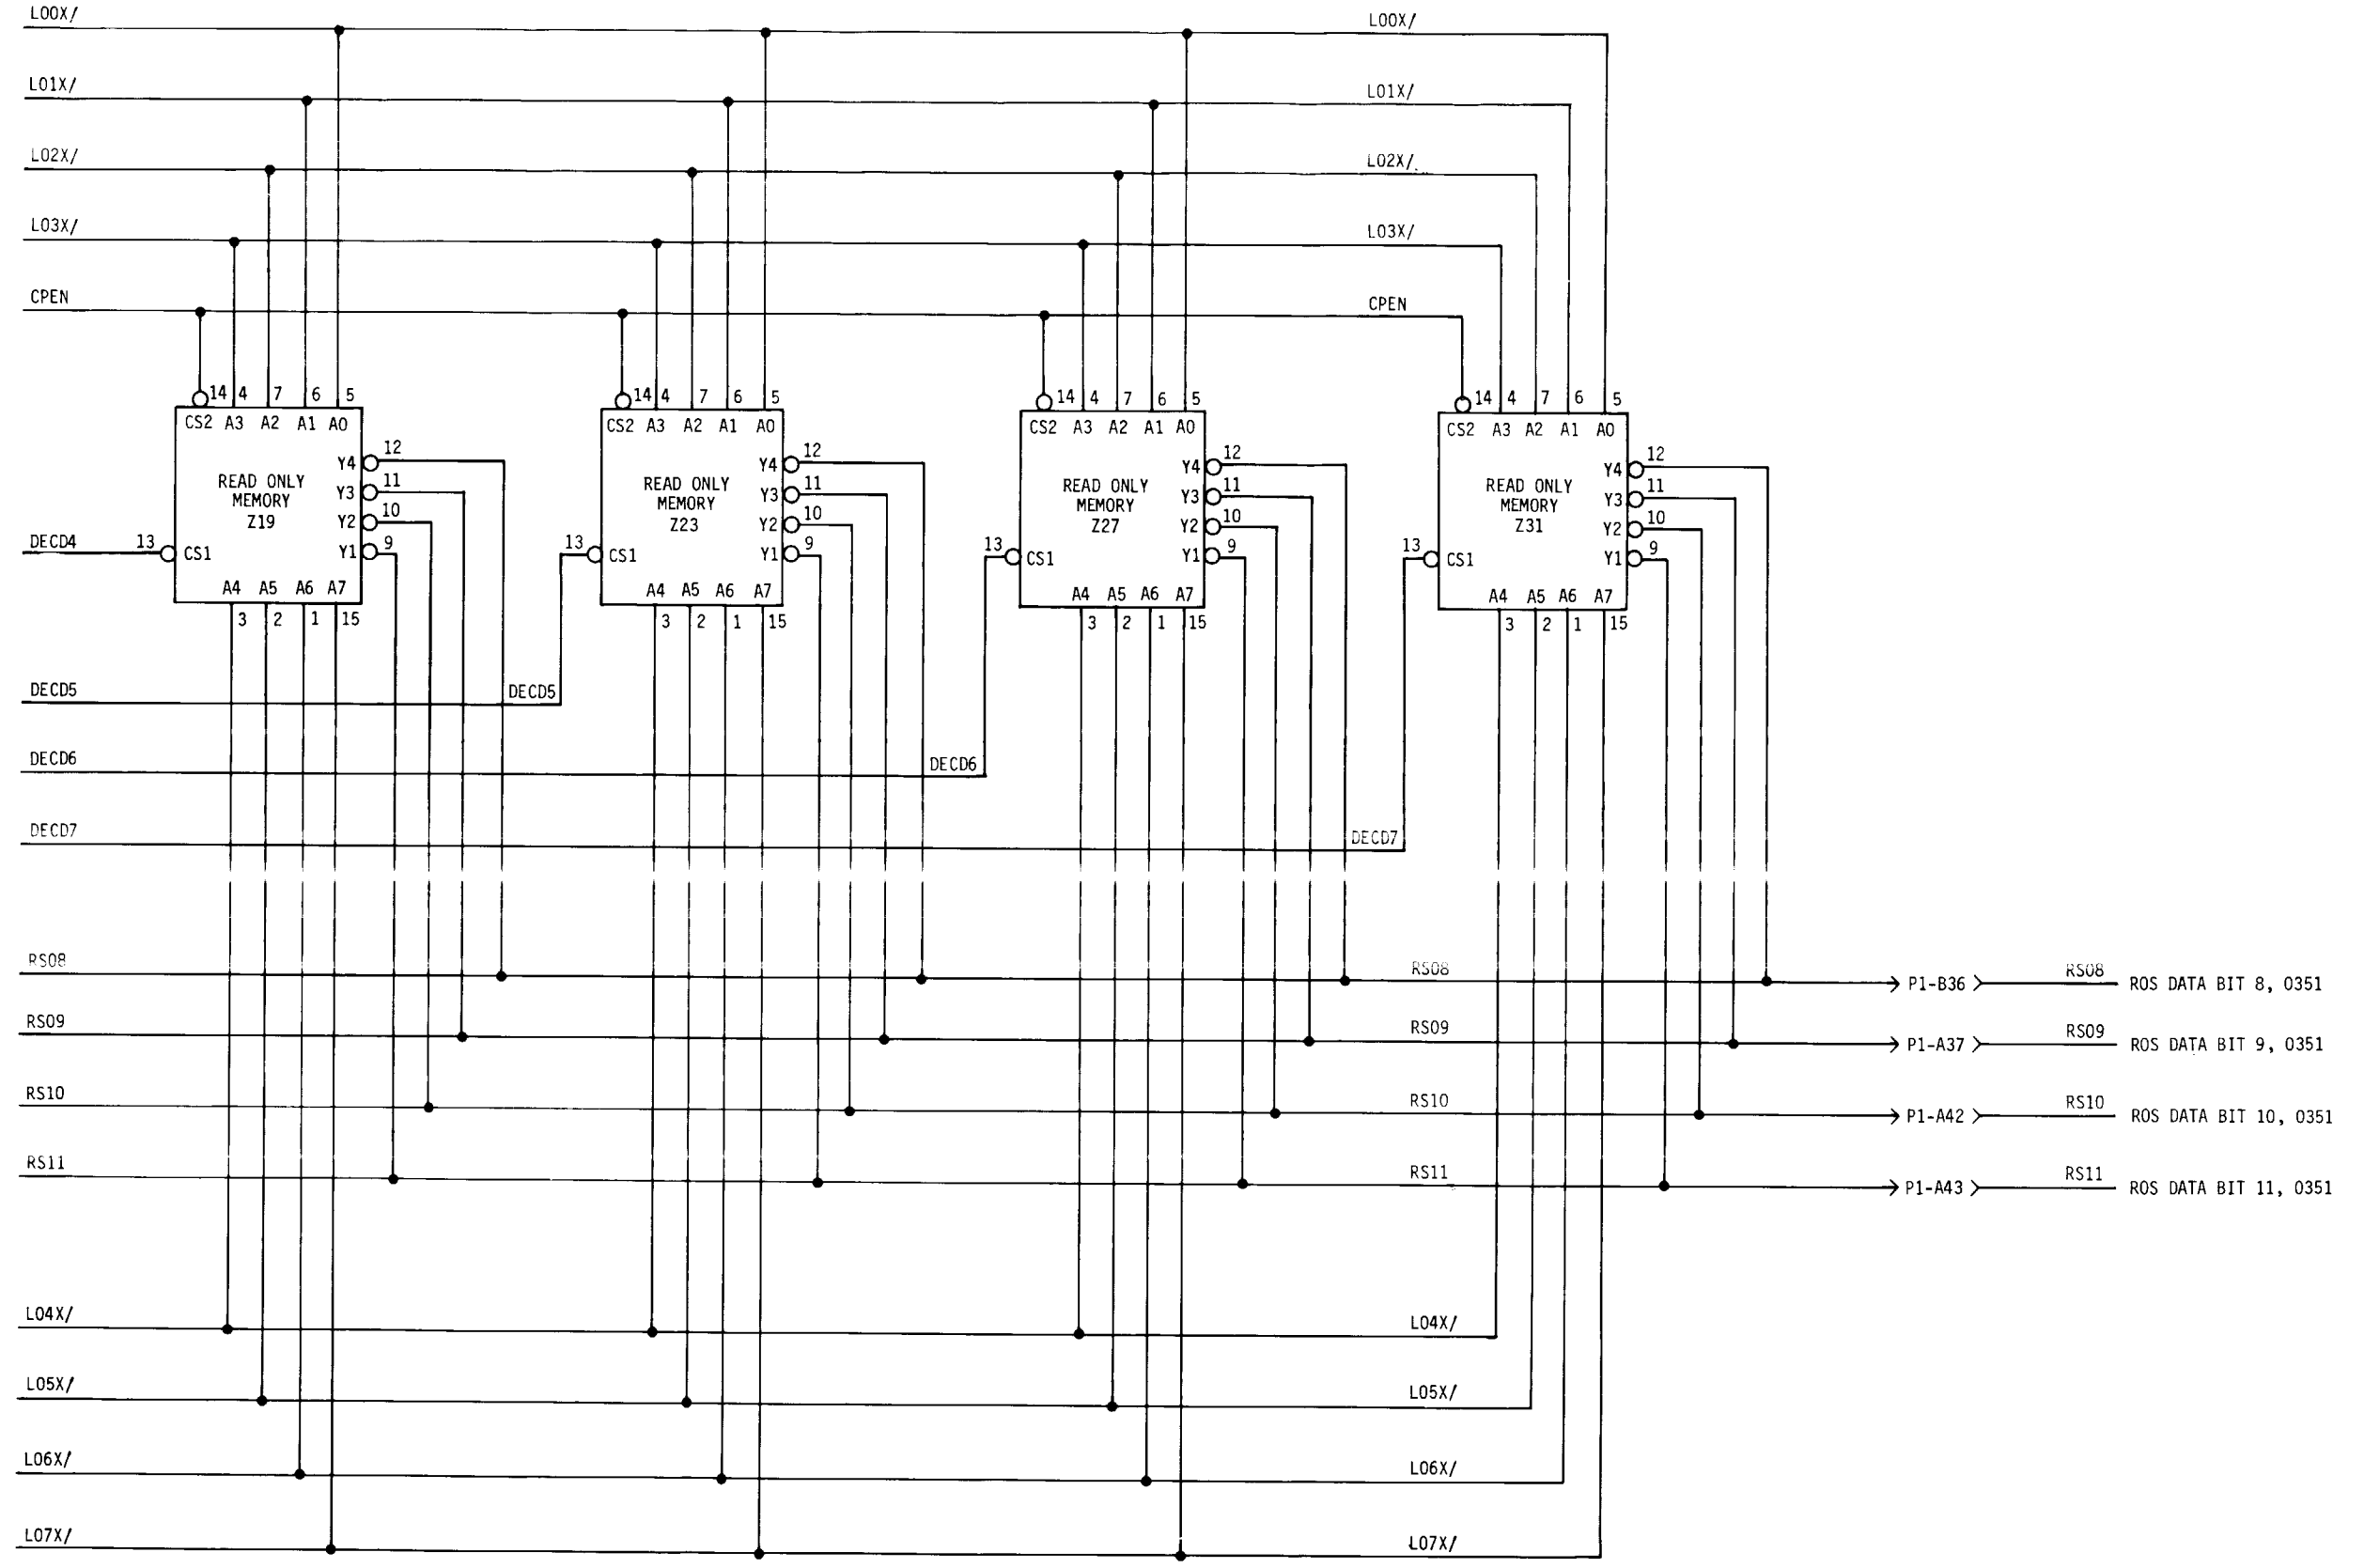 L00X/ L00X/
L01X/ L01X/
L02X/ L02X/
L03X/ L03X/
CPEN CPEN
14 4 7 6 5 14 4 7 6 5 14 4 7 6 5 14 4 7 6 5
CS2 A3 A2 A1 A0 CS2 A3 A2 A1 A0 CS2 A3 A2 A1 A0 CS2 A3 A2 A1 A0
Y4 12 Y4 12 Y4 12 Y4 12
READ ONLY READ ONLY READ ONLY READ ONLY
Y3 11 Y3 11 Y3 11 Y3 11
MEMORY MEMORY MEMORY MEMORY
Z19 Z23 Z27 Z31
Y2 10 Y2 10 Y2 10 Y2 10
DECD4 13 CS1 Y1 9 13 CS1 Y1 9 13 CS1 Y1 9 13 CS1 Y1 9
A4 A5 A6 A7 A4 A5 A6 A7 A4 A5 A6 A7 A4 A5 A6 A7
3 2 1 15 3 2 1 15 3 2 1 15 3 2 1 15
DECD5 DECD5
DECD6 DECD6
DECD7 DECD7
RS08 RS08 P1-B36 RS08 ROS DATA BIT 8, 0351
RS09 RS09 P1-A37 RS09 ROS DATA BIT 9, 0351
RS10 RS10 P1-A42 RS10 ROS DATA BIT 10, 0351
RS11 RS11 P1-A43 RS11 ROS DATA BIT 11, 0351
L04X/ L04X/
L05X/ L05X/
L06X/ L06X/
L07X/ L07X/